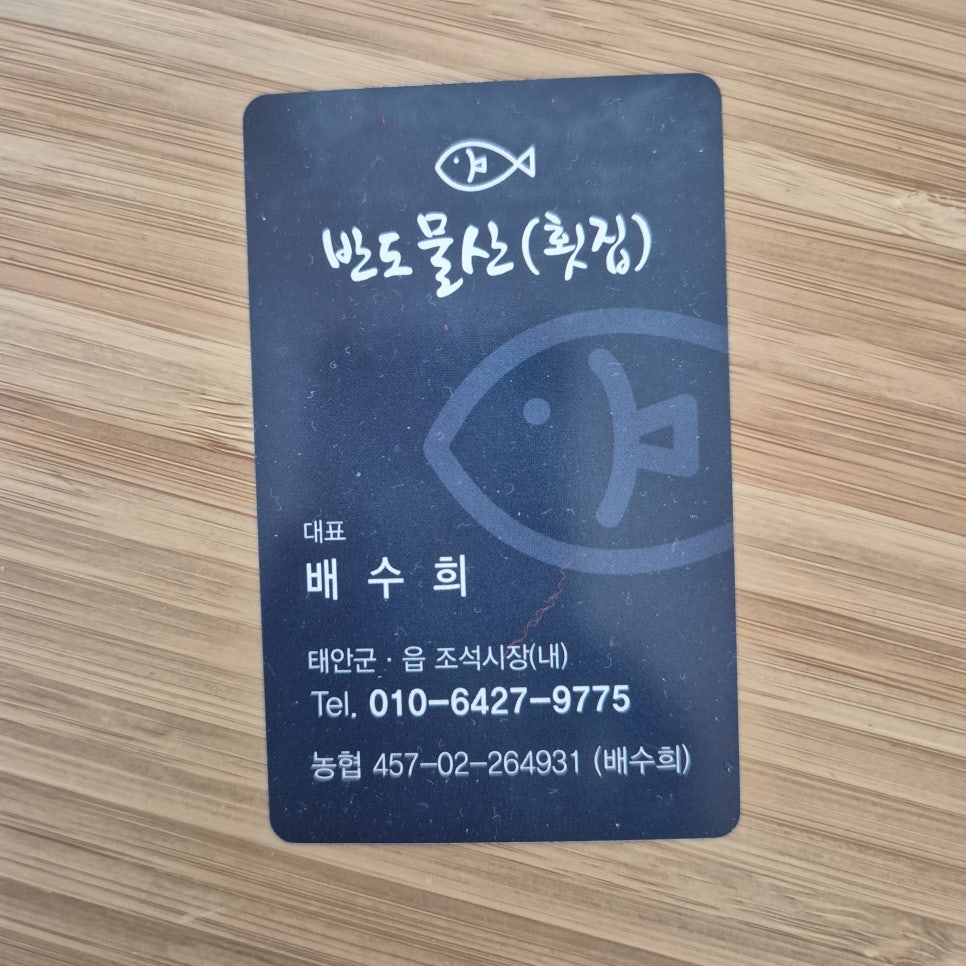 반도물산(횟집)
대표
배 수 희
태안군 · 읍 조석시장(내)
Tel. 010-6427-9775
농협 457-02-264931 (배수희)